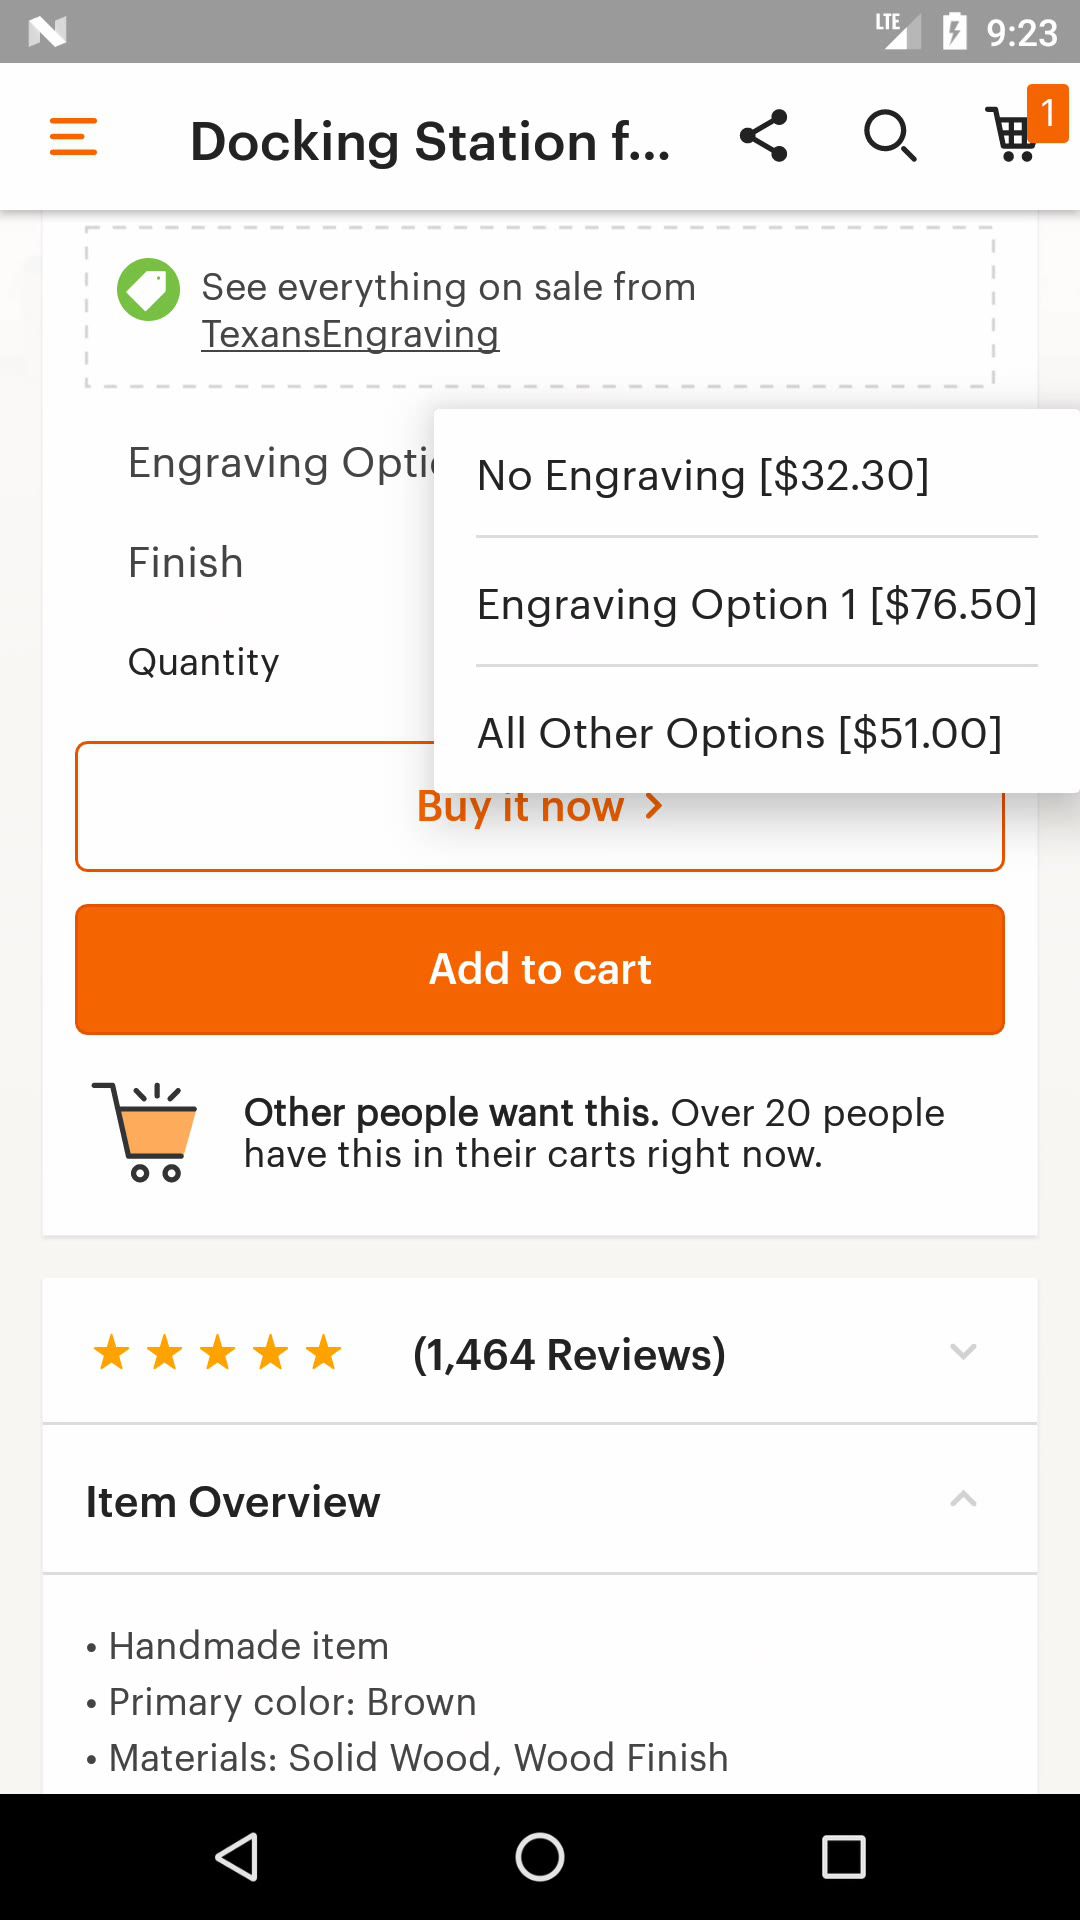 LTE 9:23
Docking Station f... 1
See everything on sale from
TexansEngraving
Engraving Opti
No Engraving [$32.30]
Finish
Engraving Option 1 [$76.50]
Quantity
All Other Options [$51.00]
Buy it now
Add to cart
Other people want this. Over 20 people
have this in their carts right now.
(1,464 Reviews)
Item Overview
• Handmade item
• Primary color: Brown
• Materials: Solid Wood, Wood Finish